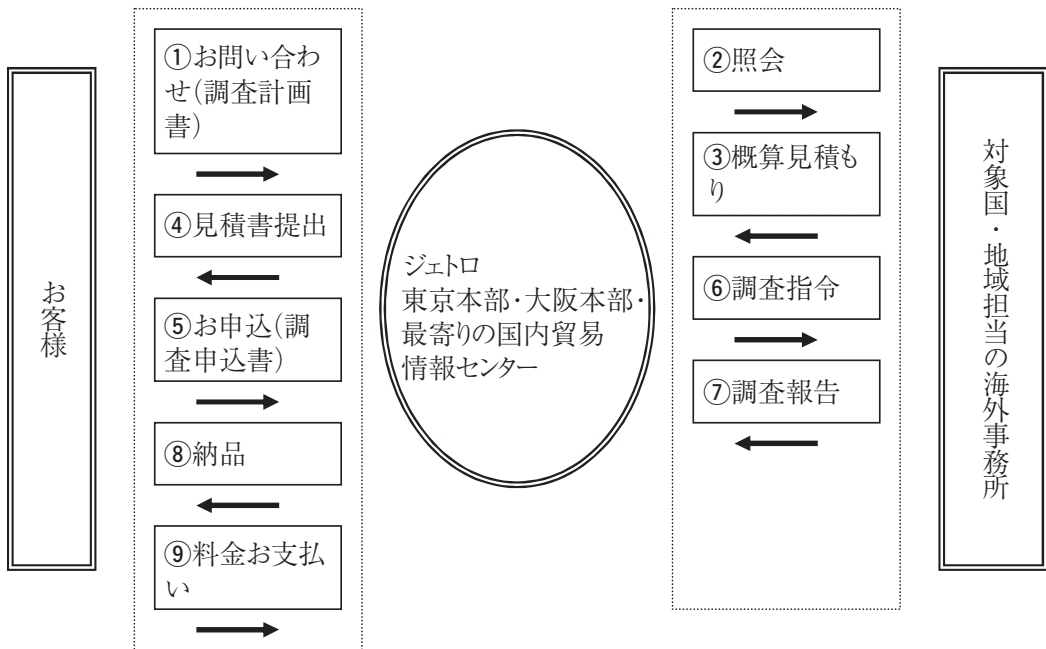 お客様
①お問い合わ
せ(調査計画
書)
④見積書提出
⑤お申込(調
査申込書)
⑧納品
⑨料金お支払
い
ジェトロ
東京本部・大阪本部・
最寄りの国内貿易
情報センター
②照会
③概算見積も
り
⑥調査指令
⑦調査報告
対象国・地域担当の海外事務所